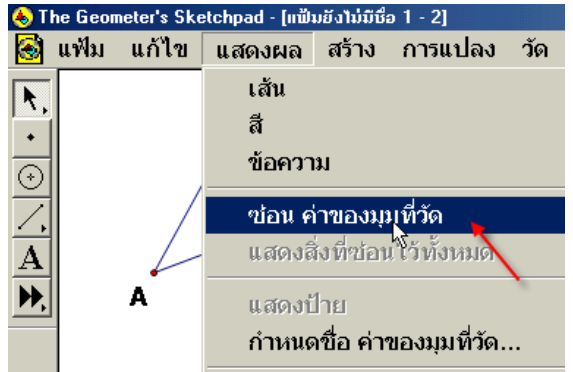 The Geometer's Sketchpad - [แฟ้มยังไม่มีชื่อ 1 - 2]
แฟ้ม แก้ไข แสดงผล สร้าง การแปลง วัด
เส้น
สี
ข้อความ
ซ่อน ค่าของมุมที่วัด
แสดงสิ่งที่ซ่อนไว้ทั้งหมด
A
A
แสดงป้าย
กำหนดชื่อ ค่าของมุมที่วัด...